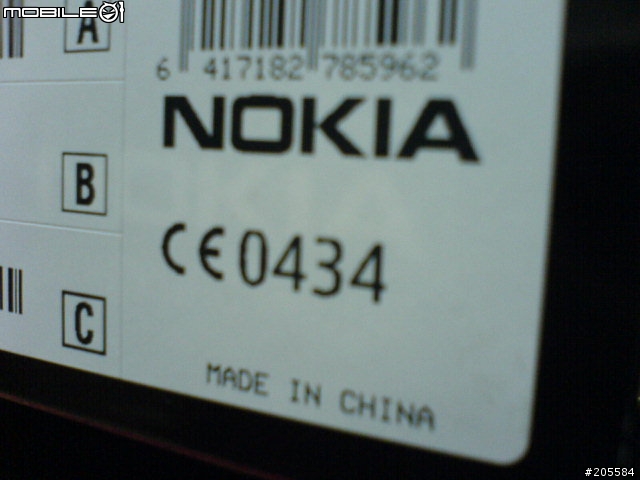 MOBILE01
A
6 417182 785962
NOKIA
B
CE0434
C
MADE IN CHINA
#205584